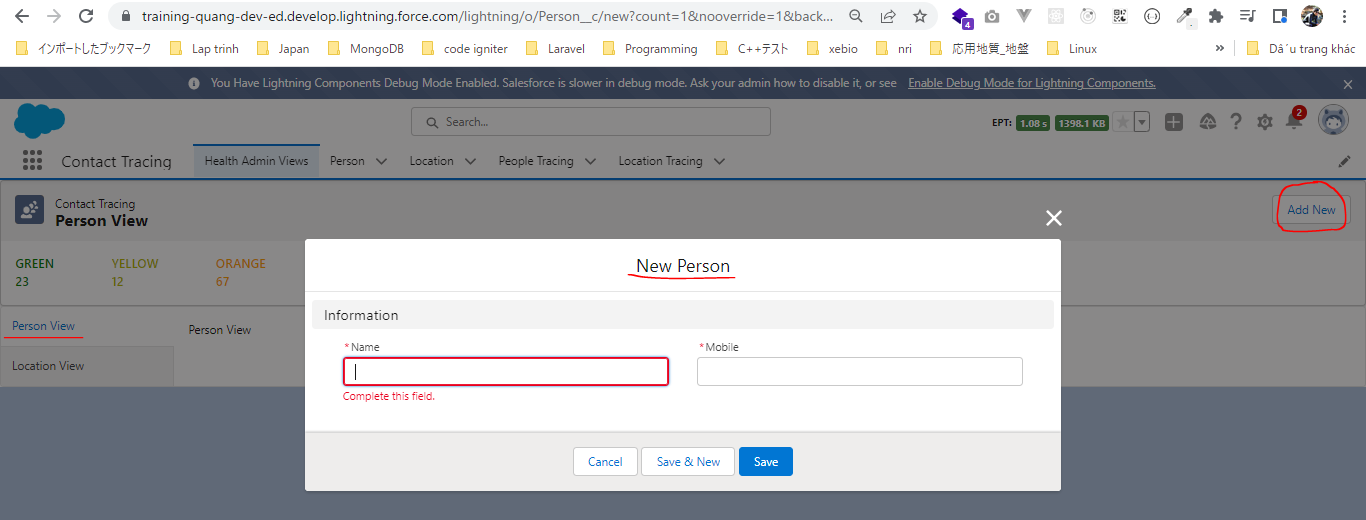 training-quang-dev-ed.develop.lightning.force.com/lightning/o/Person__c/new?count=1&nooverride=1&back...
4
インポートしたブックマーク Lap trinh Japan MongoDB code igniter Laravel Programming C++テスト xebio nri 応用地質_地盤 Linux » Dấu trang khác
You Have Lightning Components Debug Mode Enabled. Salesforce is slower in debug mode. Ask your admin how to disable it, or see Enable Debug Mode for Lightning Components.
Search...
EPT: 1.08 s 1398.1 KB
2
Contact Tracing Health Admin Views Person Location People Tracing Location Tracing
Contact Tracing
Person View
Add New
GREEN YELLOW ORANGE
23 12 67
New Person
Information
Person View
Person View
Location View
*Name *Mobile
Complete this field.
Cancel Save & New Save